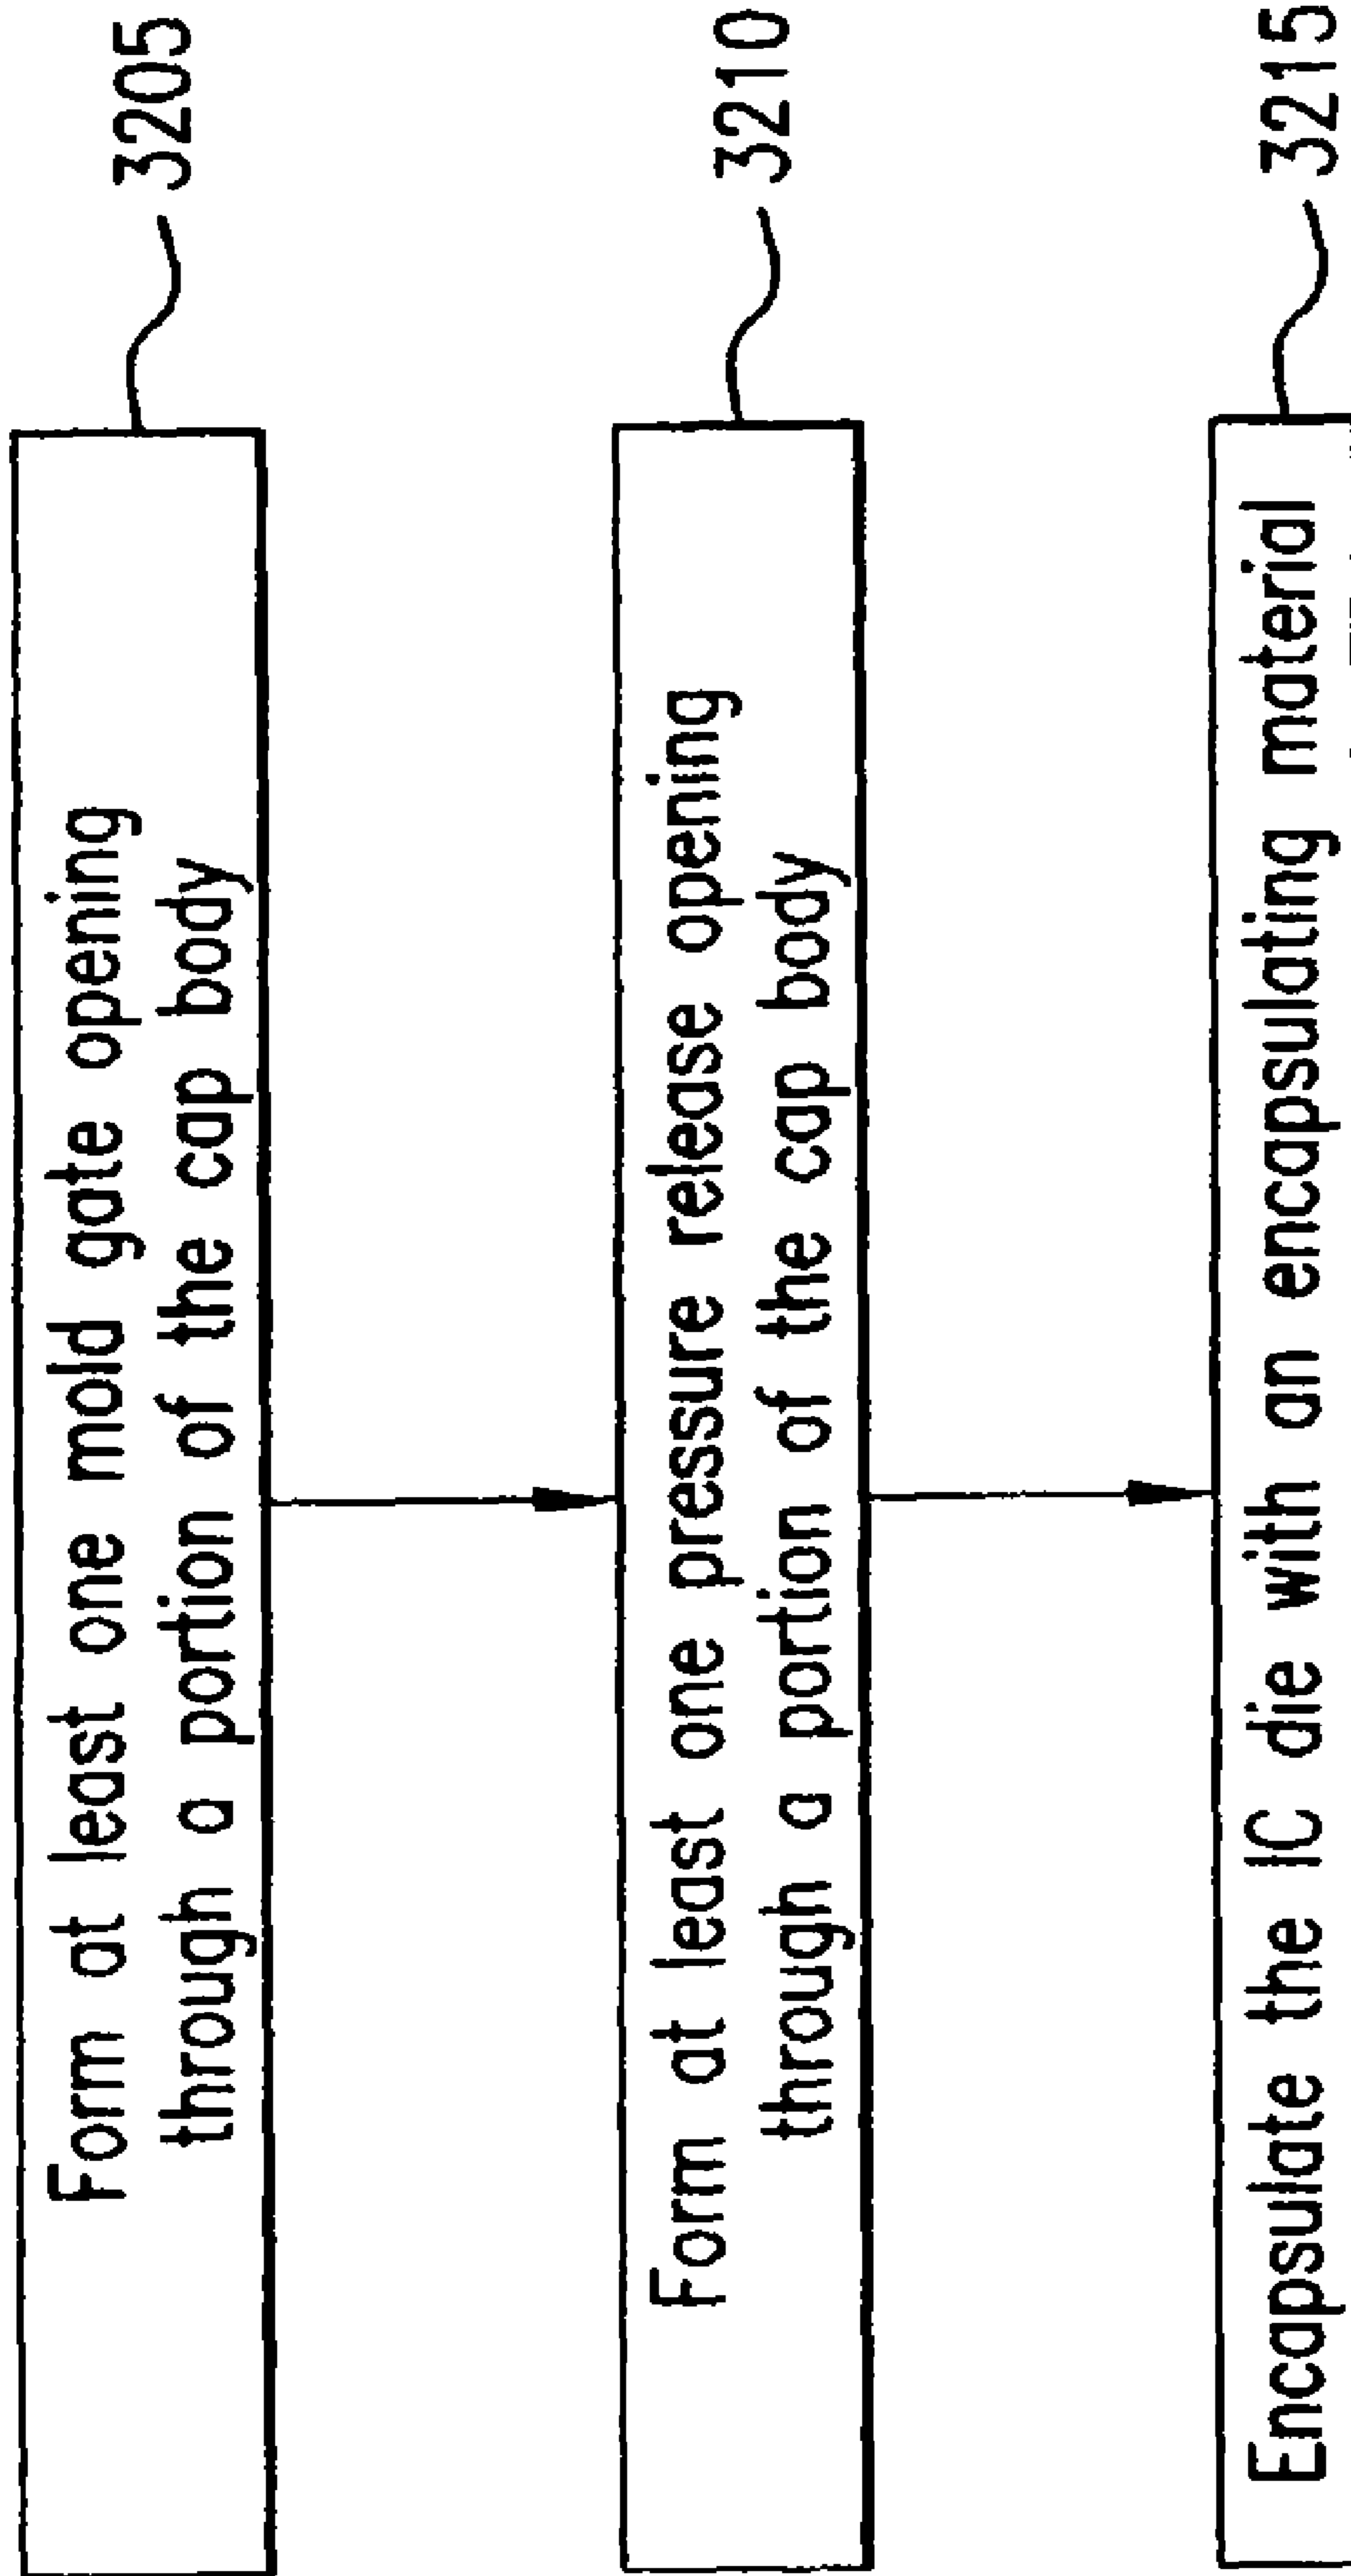 Form at least one mold gate opening
through a portion of the cap body
3205
Form at least one pressure release opening
through a portion of the cap body
3210
Encapsulate the IC die with an encapsulating material
3215